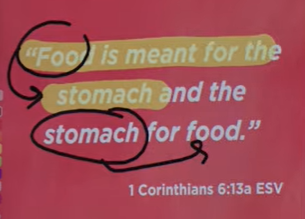 “Food is meant for the
stomach and the
stomach for food.”
1 Corinthians 6:13a ESV